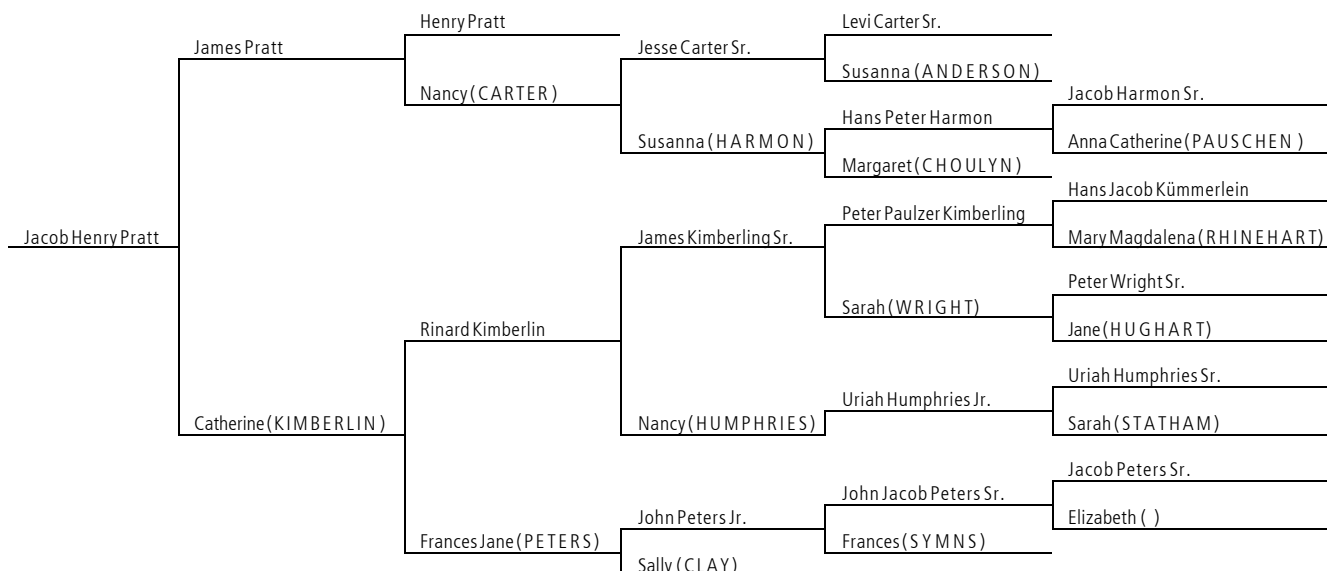 Henry Pratt
Levi Carter Sr.
James Pratt
Jesse Carter Sr.
Susanna (ANDERSON)
Nancy (CARTER)
Jacob Harmon Sr.
Hans Peter Harmon
Susanna (HARMON)
Anna Catherine (PAUSCHEN )
Margaret (CHOULYN)
Hans Jacob Kümmerlein
Peter Paulzer Kimberling
Jacob Henry Pratt
James Kimberling Sr.
Mary Magdalena (RHINEHART)
Peter Wright Sr.
Sarah (WRIGHT)
Rinard Kimberlin
Jane (HUGHART)
Uriah Humphries Sr.
Uriah Humphries Jr.
Catherine (KIMBERLIN )
Nancy (HUMPHRIES)
Sarah (STATHAM)
Jacob Peters Sr.
John Jacob Peters Sr.
John Peters Jr.
Elizabeth ( )
Frances Jane (PETERS)
Frances (SYMNS)
Sally (CLAY)